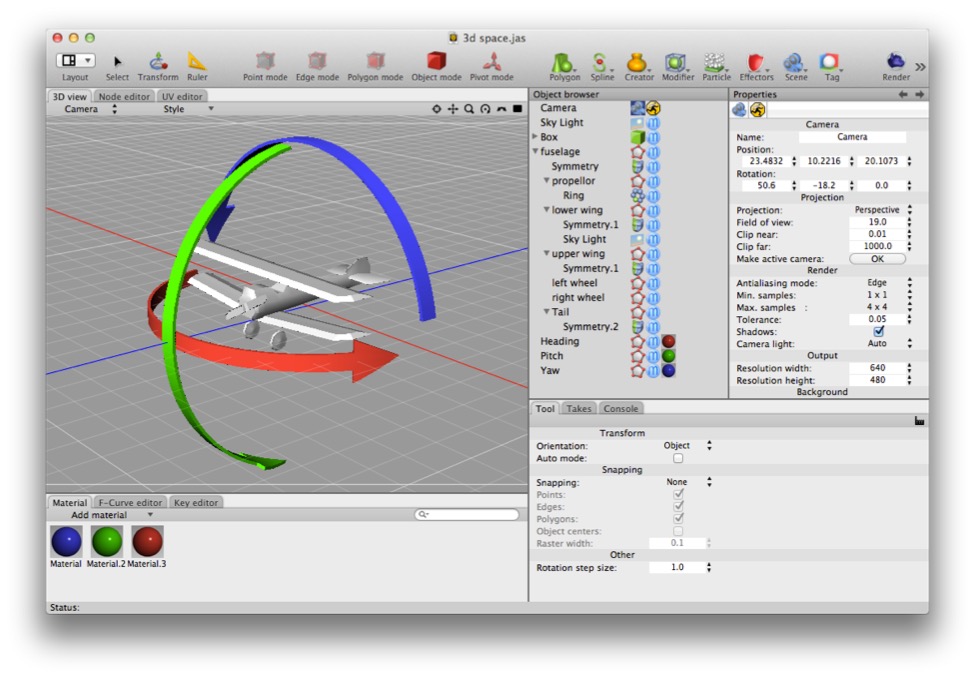 3d space.jas
Layout Select Transform Ruler Point mode Edge mode Polygon mode Object mode Pivot mode Polygon Spline Creator Modifier Particle Effectors Scene Tag Render
3D view Node editor UV editor
Camera Style
Object browser
Camera
Sky Light
Box
fuselage
Symmetry
propellor
Ring
lower wing
Symmetry.1
Sky Light
upper wing
Symmetry.1
left wheel
right wheel
Tail
Symmetry.2
Heading
Pitch
Yaw
Properties
Camera
Name: Camera
Position:
23.4832 10.2216 20.1073
Rotation:
50.6 -18.2 0.0
Projection
Projection: Perspective
Field of view: 19.0
Clip near: 0.01
Clip far: 1000.0
Make active camera: OK
Render
Antialiasing mode: Edge
Min. samples: 1 x 1
Max. samples : 4 x 4
Tolerance: 0.05
Shadows:
Camera light: Auto
Output
Resolution width: 640
Resolution height: 480
Background
Tool Takes Console
Transform
Orientation: Object
Auto mode:
Snapping
Snapping: None
Points:
Edges:
Polygons:
Object centers:
Raster width: 0.1
Other
Rotation step size: 1.0
Material F-Curve editor Key editor
Add material
Material Material.2 Material.3
Status: